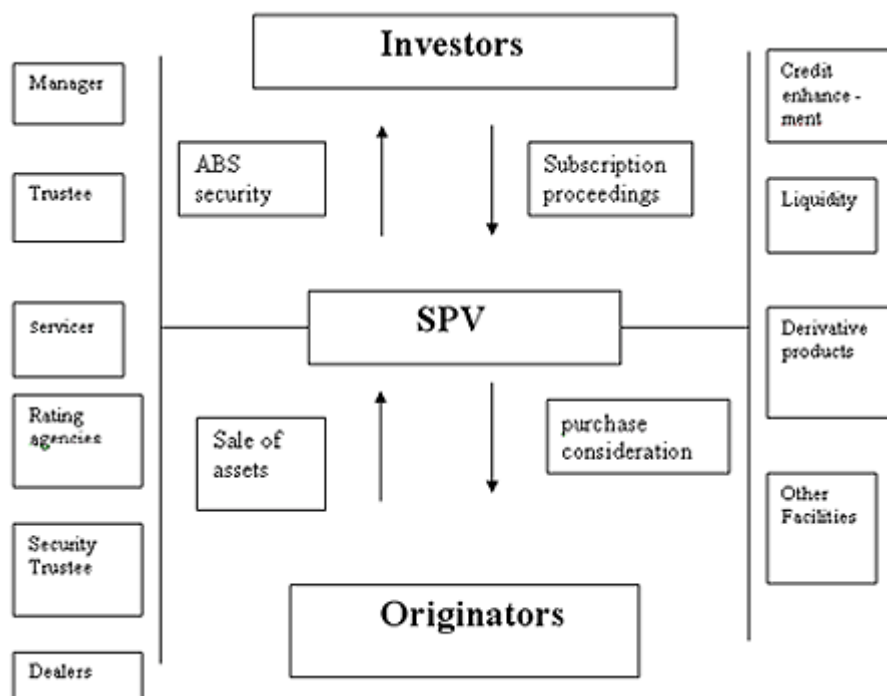 Investors
Manager
Credit
enhance -
ment
ABS
security
Subscription
proceedings
Trustee
Liquidity
SPV
Servicer
Derivative
products
Rating
agencies
Sale of
assets
purchase
consideration
Other
Facilities
Security
Trustee
Originators
Dealers